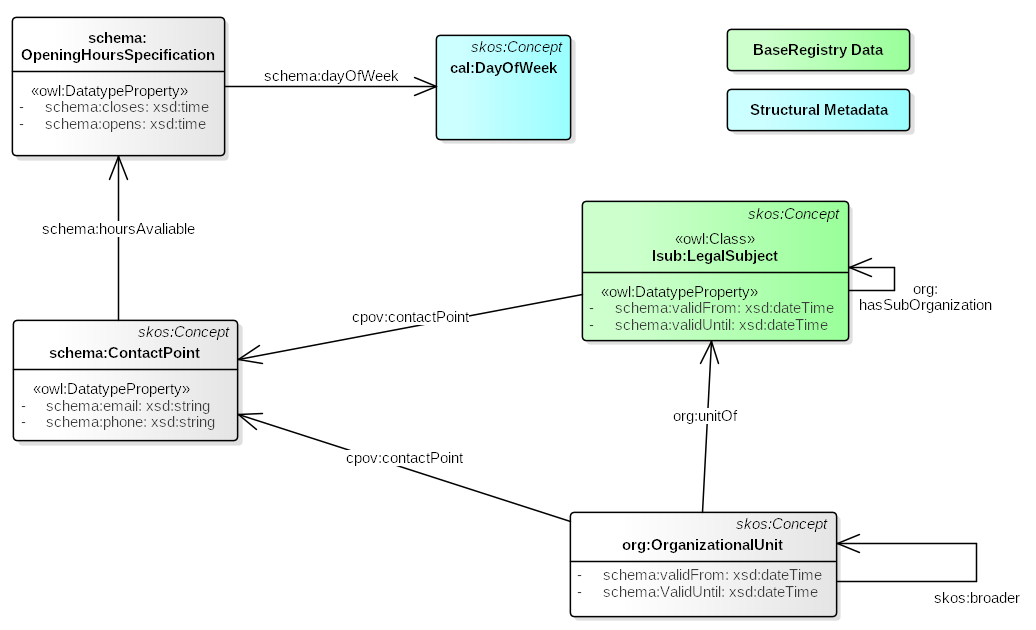 schema:
OpeningHoursSpecification
«owl:DatatypeProperty»
- schema:closes: xsd:time
- schema:opens: xsd:time
schema:dayOfWeek
skos:Concept
cal:DayOfWeek
BaseRegistry Data
Structural Metadata
schema:hoursAvaliable
skos:Concept
«owl:Class»
lsub:LegalSubject
«owl:DatatypeProperty»
- schema:validFrom: xsd:dateTime
- schema:validUntil: xsd:dateTime
org:
hasSubOrganization
cpov:contactPoint
skos:Concept
schema:ContactPoint
«owl:DatatypeProperty»
- schema:email: xsd:string
- schema:phone: xsd:string
org:unitOf
cpov:contactPoint
skos:Concept
org:OrganizationalUnit
- schema:validFrom: xsd:dateTime
- schema:ValidUntil: xsd:dateTime
skos:broader